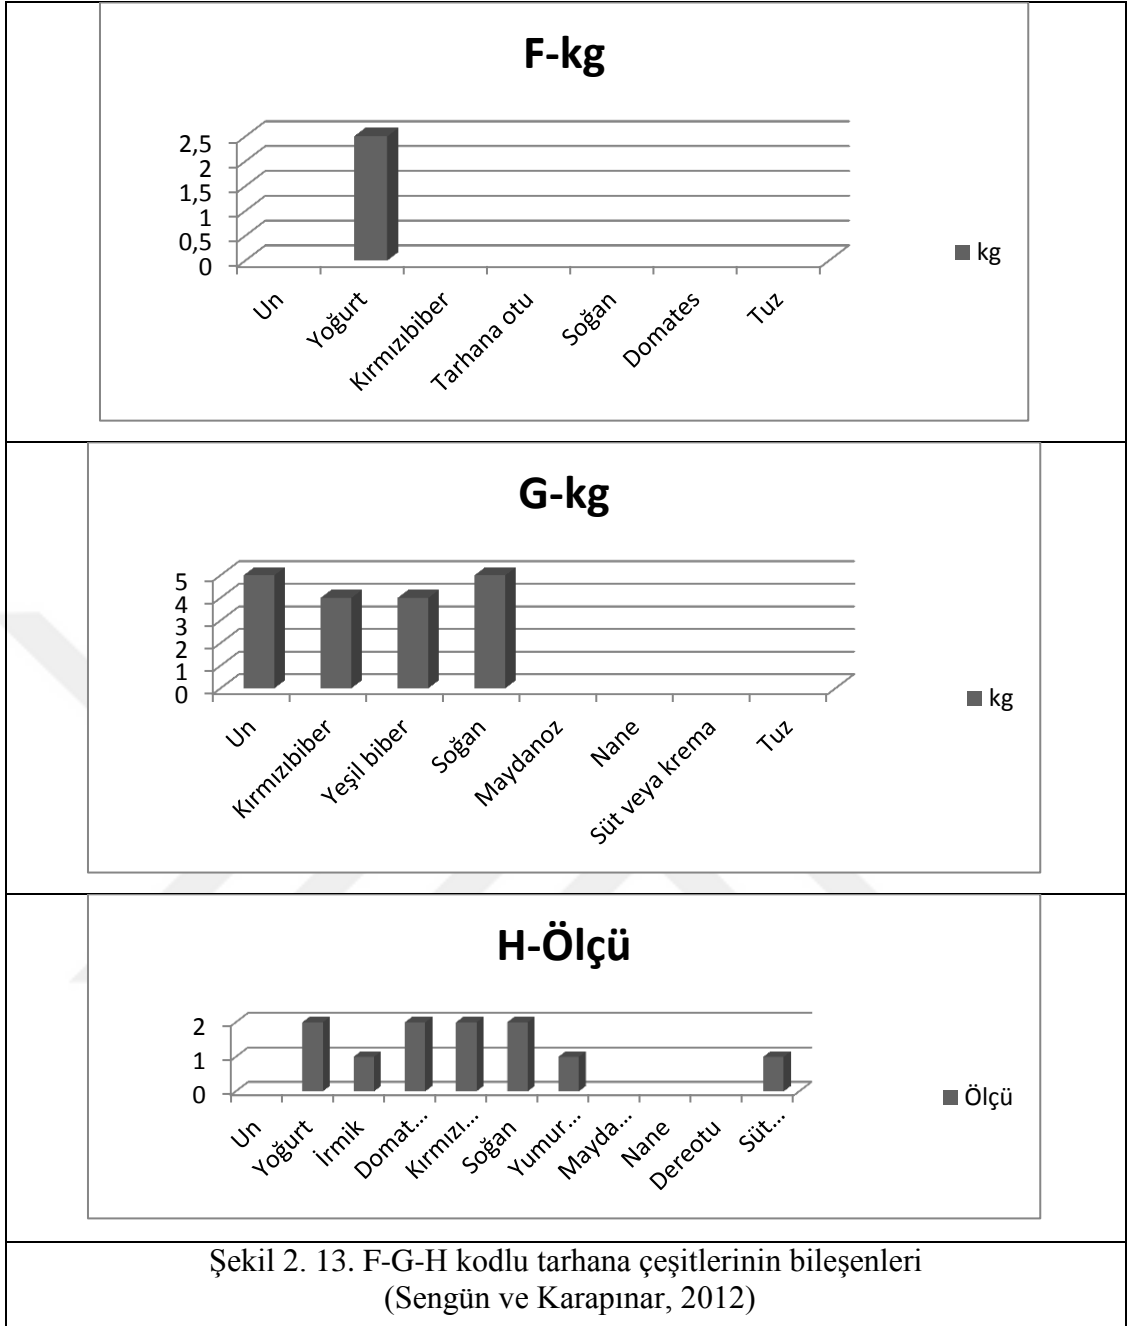 F-kg
2,5
2
1,5
1
0,5
0
Un
Yoğurt
Kırmızıbiber
Tarhana otu
Soğan
Domates
Tuz
kg
G-kg
5
4
3
2
1
0
Un
Kırmızıbiber
Yeşil biber
Soğan
Maydanoz
Nane
Süt veya krema
Tuz
kg
H-Ölçü
2
1
0
Un
Yoğurt
İrmik
Domat...
Kırmızı...
Soğan
Yumur...
Mayda...
Nane
Dereotu
Süt...
Ölçü
Şekil 2. 13. F-G-H kodlu tarhana çeşitlerinin bileşenleri
(Sengün ve Karapınar, 2012)